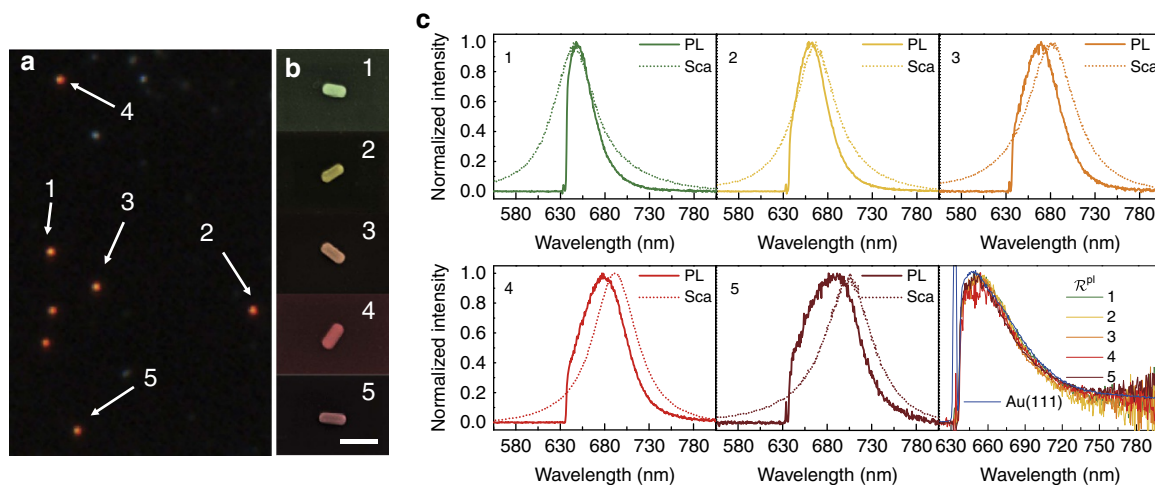 c
a
4
1
3
2
5
b
1
2
3
4
5
Normalized intensity
1.0
0.8
0.6
0.4
0.2
0.0
1
PL
Sca
2
PL
Sca
3
PL
Sca
580 630 680 730 780
580 630 680 730 780
580 630 680 730 780
Wavelength (nm)
Wavelength (nm)
Wavelength (nm)
Normalized intensity
1.0
0.8
0.6
0.4
0.2
0.0
4
PL
Sca
5
PL
Sca
ℛᵖˡ
1
2
3
4
5
Au(111)
580 630 680 730 780
580 630 680 730 780
630 660 690 720 750 780
Wavelength (nm)
Wavelength (nm)
Wavelength (nm)